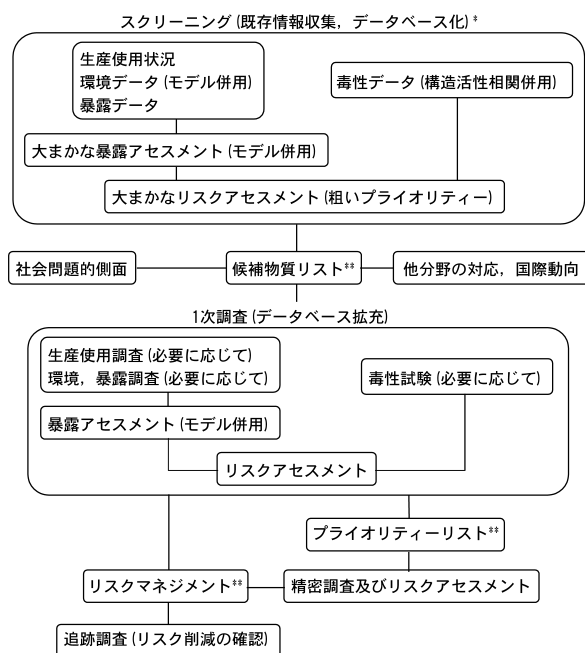 スクリーニング (既存情報収集，データベース化) *
生産使用状況
環境データ (モデル併用)
暴露データ
毒性データ (構造活性相関併用)
大まかな暴露アセスメント (モデル併用)
大まかなリスクアセスメント (粗いプライオリティー)
社会問題的側面
候補物質リスト**
他分野の対応，国際動向
1次調査 (データベース拡充)
生産使用調査 (必要に応じて)
環境，暴露調査 (必要に応じて)
毒性試験 (必要に応じて)
暴露アセスメント (モデル併用)
リスクアセスメント
プライオリティーリスト**
リスクマネジメント**
精密調査及びリスクアセスメント
追跡調査 (リスク削減の確認)